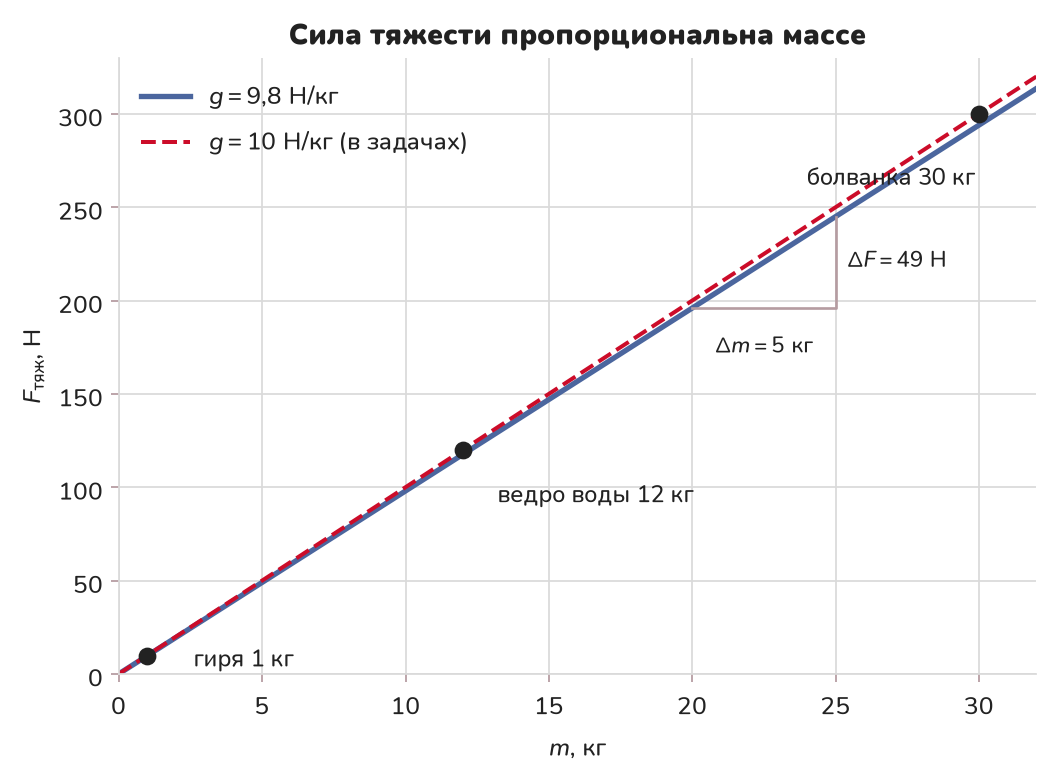 Сила тяжести пропорциональна массе
g = 9,8 Н/кг
g = 10 Н/кг (в задачах)
300
250
200
150
100
50
0
Fтяж, Н
болванка 30 кг
ΔF = 49 Н
Δm = 5 кг
ведро воды 12 кг
гиря 1 кг
0 5 10 15 20 25 30
m, кг